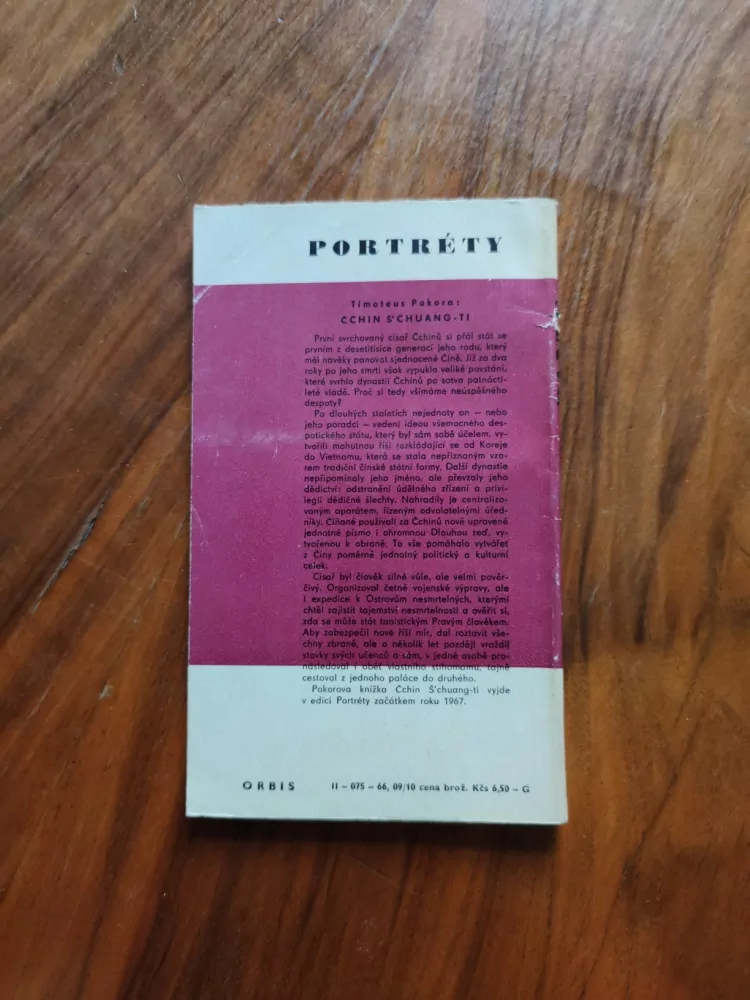 PORTRÉTY
Timoteus Pokora:
ČCHIN Š'CHUANG-TI
První svrchovaný císař Čchinů si přál stát se
prvním z desetitisíce generací jeho rodu, který
měl navěky panovat sjednocené Číně. Již za dva
roky po jeho smrti však vypuklo veliké povstání,
které svrhlo dynastii Čchinů po sotva patnácti-
leté vládě. Proč si tedy všímáme neúspěšného
despoty?
Po dlouhých staletích nejednoty on – nebo
jeho poradci – vedeni ideou všemocného des-
potického státu, který byl sám sobě účelem, vy-
tvořili mohutnou říši rozkládající se od Koreje
do Vietnamu, která se stala nepřiznaným vzo-
rem tradiční čínské státní formy. Další dynastie
nepřipomínaly jeho jméno, ale převzaly jeho
dědictví: odstranění údělného zřízení a privi-
legií dědičné šlechty. Nahradily je centralizo-
vaným aparátem, řízeným odvolatelnými úřed-
níky. Číňané používali za Čchinů nově upravené
jednotné písmo i ohromnou Dlouhou zeď, vy-
tvořenou k obraně. To vše pomáhalo vytvářet
z Číny poměrně jednotný politický a kulturní
celek.
Císař byl člověk silné vůle, ale velmi pověr-
čivý. Organizoval četné vojenské výpravy, ale
i expedice k Ostrovům nesmrtelných, kterými
chtěl zajistit tajemství nesmrtelnosti a ověřit si,
zda se může stát taoistickým Pravým člověkem.
Aby zabezpečil nové říši mír, dal roztavit vše-
chny zbraně, ale o několik let později vraždil
stovky svých učenců a sám, v jedné osobě pro-
následoval i oběť vlastního stihomamu, tajně
cestoval z jednoho paláce do druhého.
Pokorova knížka Čchin Š'chuang-ti vyjde
v edici Portréty začátkem roku 1967.
ORBIS II – 075 – 66, 09/10 cena brož. Kčs 6,50 – G